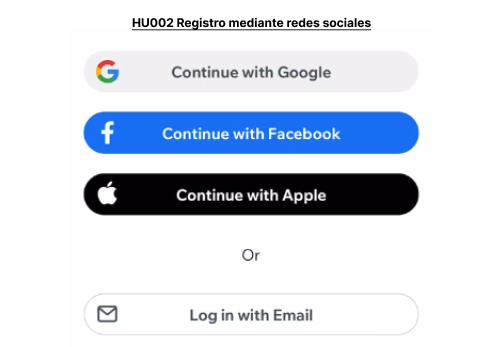 HU002 Registro mediante redes sociales
Continue with Google
Continue with Facebook
Continue with Apple
Or
Log in with Email